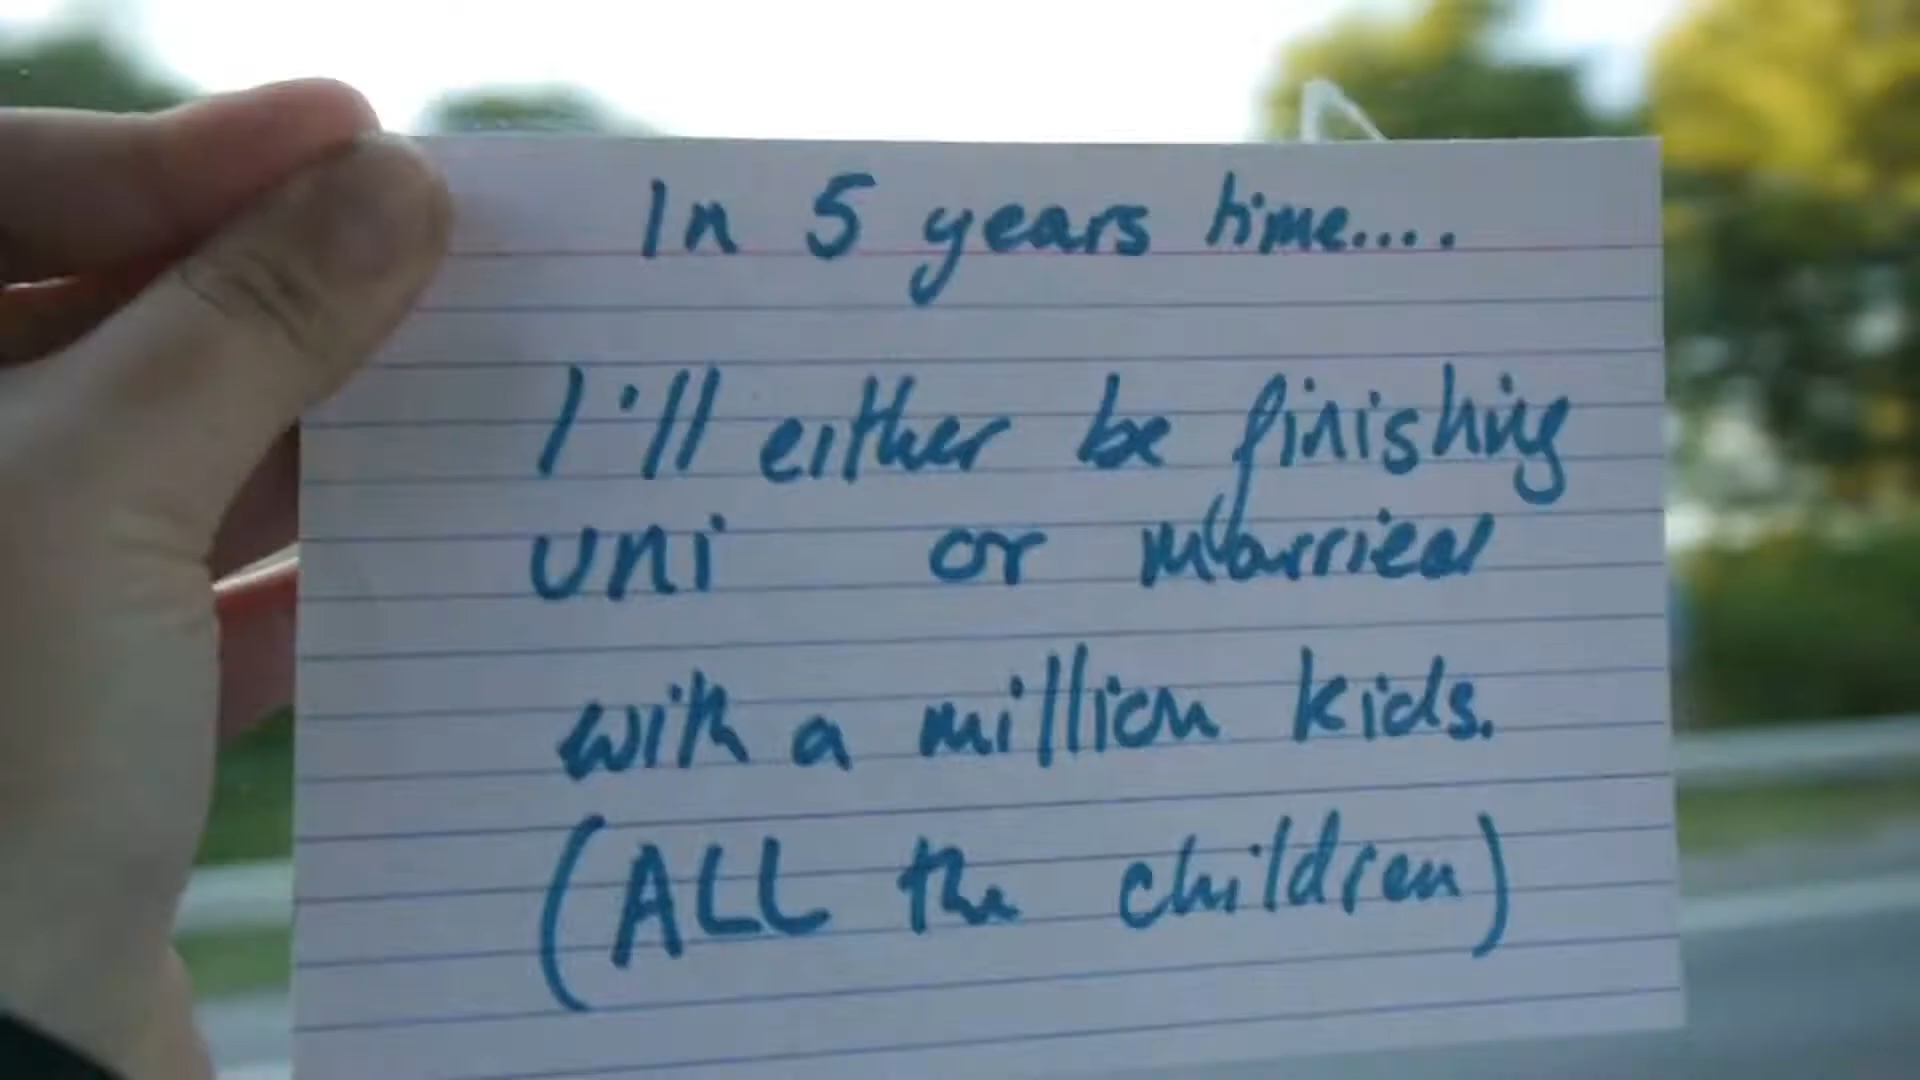 In 5 years time....
I'll either be finishing
uni or married
with a million kids.
(ALL the children)